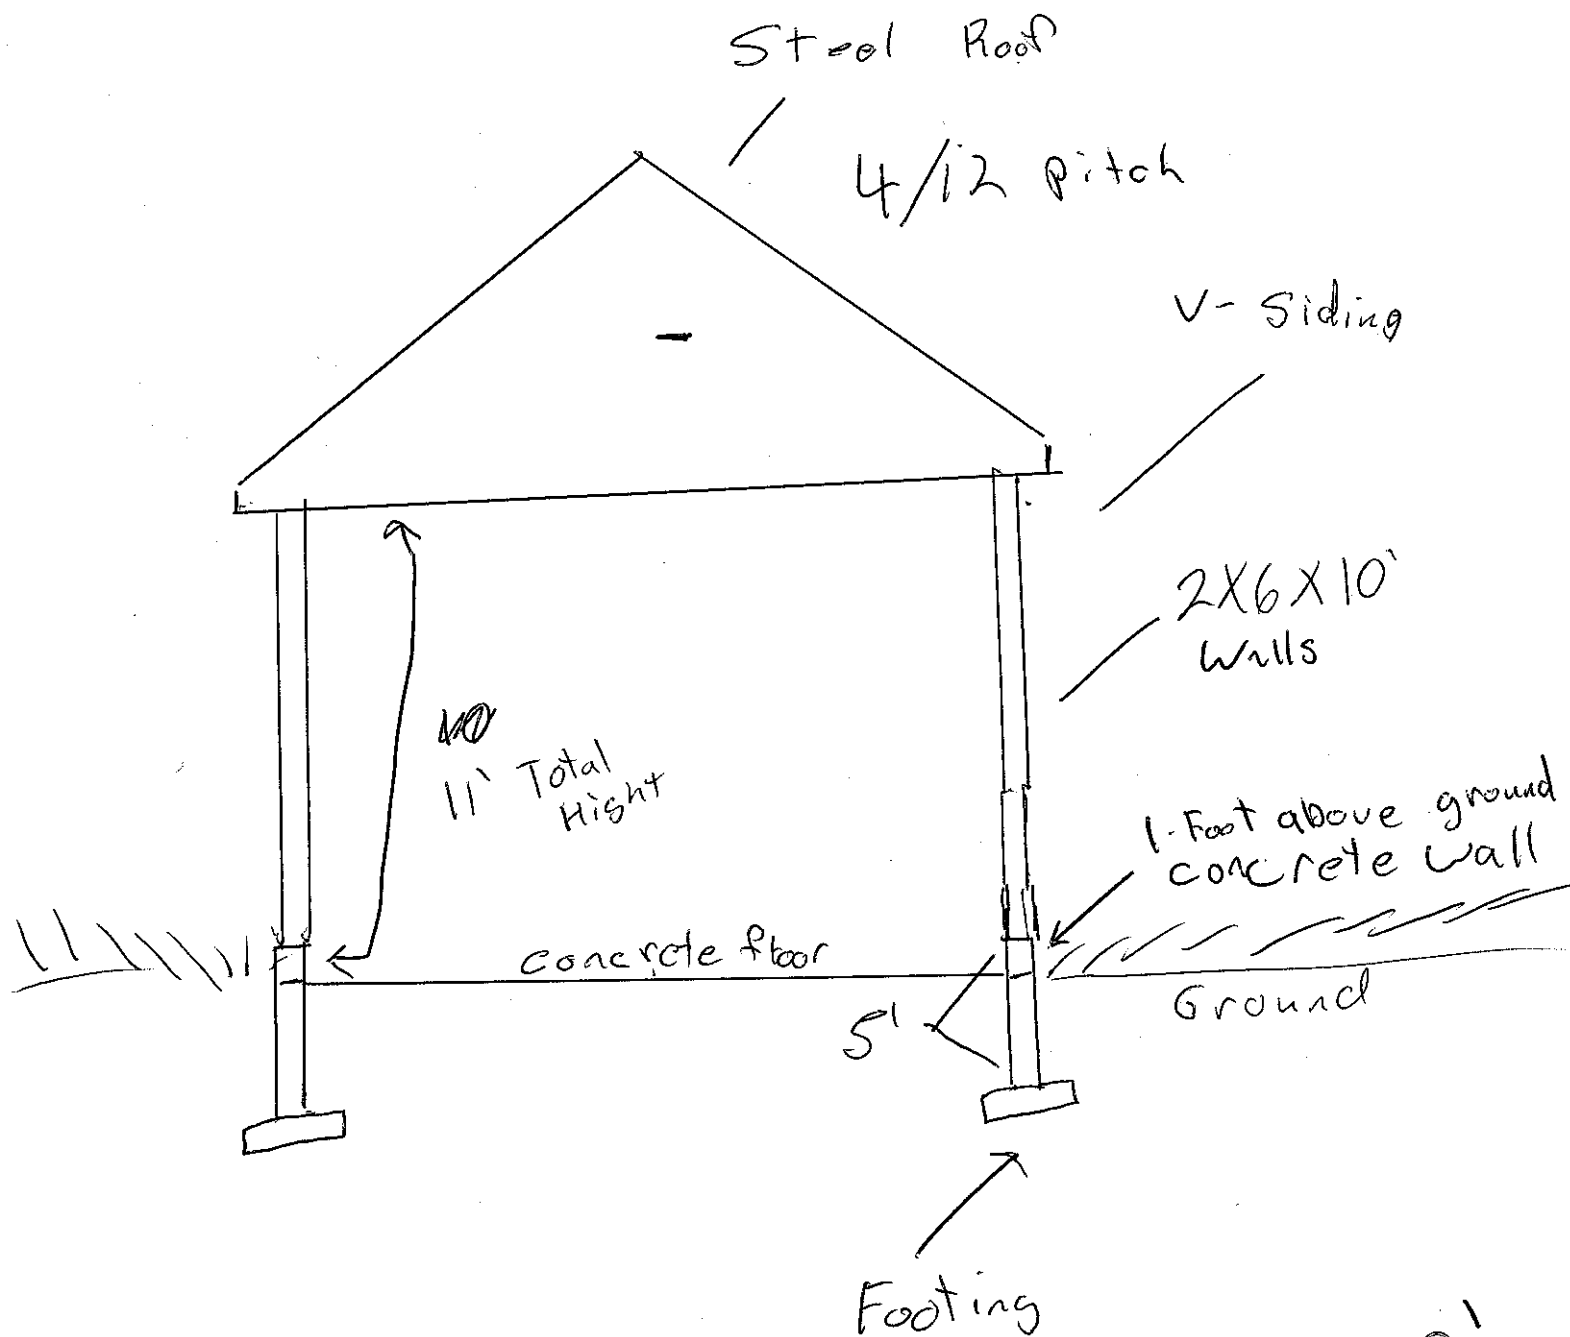 Steel Roof
4/12 pitch
V- Siding
2X6X10'
Walls
11' Total
Hight
1-Foot above ground
concrete wall
concrete floor
Ground
5'
Footing